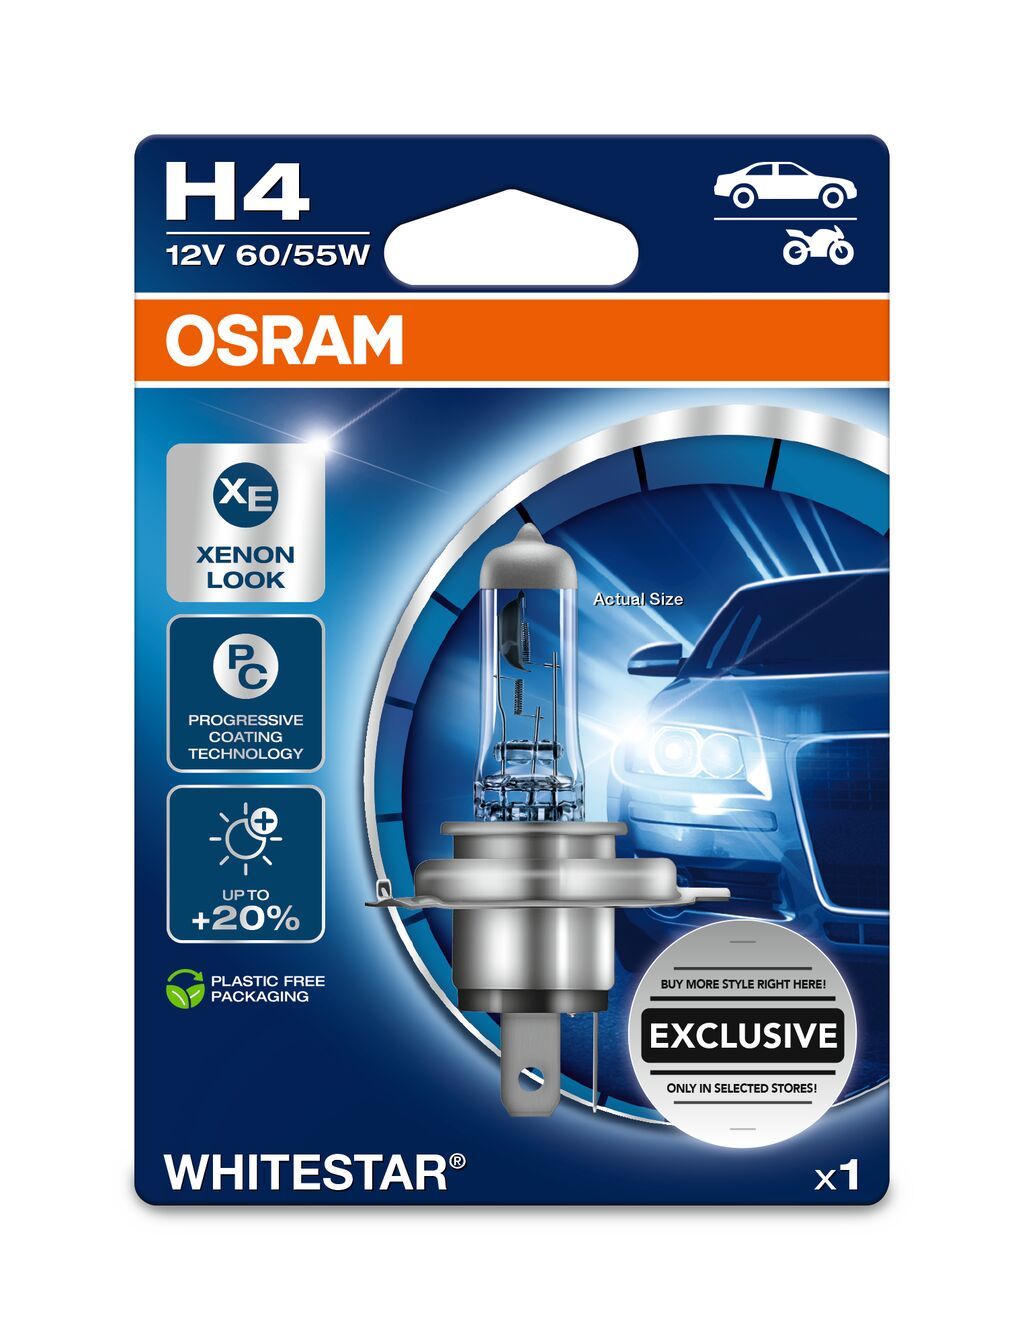 H4
12V 60/55W
OSRAM
XE
XENON
LOOK
PC
PROGRESSIVE
COATING
TECHNOLOGY
UP TO
+20%
PLASTIC FREE
PACKAGING
Actual Size
BUY MORE STYLE RIGHT HERE!
EXCLUSIVE
ONLY IN SELECTED STORES!
WHITESTAR®
x1